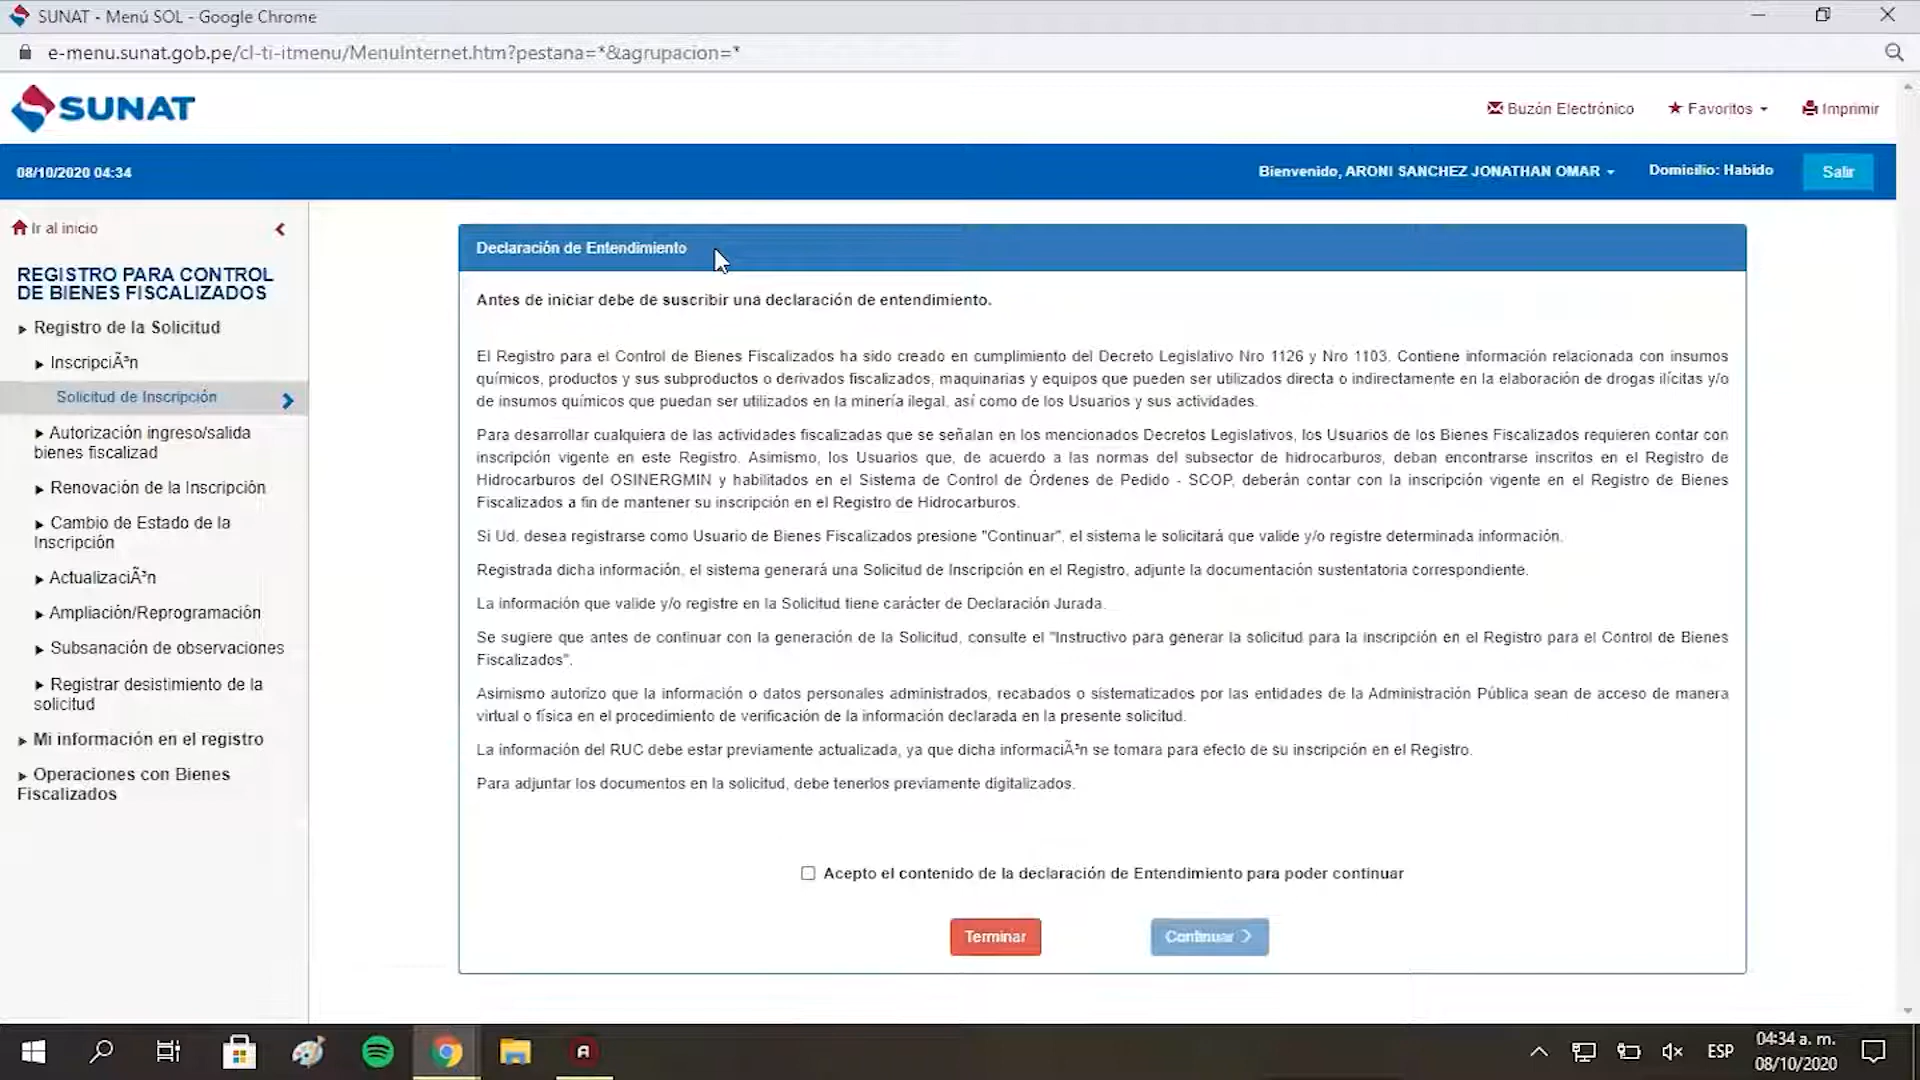 SUNAT - Menú SOL - Google Chrome
e-menu.sunat.gob.pe/cl-ti-itmenu/MenuInternet.htm?pestana=*&agrupacion=*
SUNAT
Buzón Electrónico
Favoritos
Imprimir
08/10/2020 04:34
Bienvenido, ARONI SANCHEZ JONATHAN OMAR
Domicilio: Habido
Salir
Ir al inicio
REGISTRO PARA CONTROL
DE BIENES FISCALIZADOS
Registro de la Solicitud
InscripciÃ³n
Solicitud de Inscripción
Autorización ingreso/salida
bienes fiscalizad
Renovación de la Inscripción
Cambio de Estado de la
Inscripción
ActualizaciÃ³n
Ampliación/Reprogramación
Subsanación de observaciones
Registrar desistimiento de la
solicitud
Mi información en el registro
Operaciones con Bienes
Fiscalizados
Declaración de Entendimiento
Antes de iniciar debe de suscribir una declaración de entendimiento.
El Registro para el Control de Bienes Fiscalizados ha sido creado en cumplimiento del Decreto Legislativo Nro 1126 y Nro 1103. Contiene información relacionada con insumos
químicos, productos y sus subproductos o derivados fiscalizados, maquinarias y equipos que pueden ser utilizados directa o indirectamente en la elaboración de drogas ilícitas y/o
de insumos químicos que puedan ser utilizados en la minería ilegal, así como de los Usuarios y sus actividades.
Para desarrollar cualquiera de las actividades fiscalizadas que se señalan en los mencionados Decretos Legislativos, los Usuarios de los Bienes Fiscalizados requieren contar con
inscripción vigente en este Registro. Asimismo, los Usuarios que, de acuerdo a las normas del subsector de hidrocarburos, deban encontrarse inscritos en el Registro de
Hidrocarburos del OSINERGMIN y habilitados en el Sistema de Control de Órdenes de Pedido - SCOP, deberán contar con la inscripción vigente en el Registro de Bienes
Fiscalizados a fin de mantener su inscripción en el Registro de Hidrocarburos.
Si Ud. desea registrarse como Usuario de Bienes Fiscalizados presione "Continuar", el sistema le solicitará que valide y/o registre determinada información.
Registrada dicha información, el sistema generará una Solicitud de Inscripción en el Registro, adjunte la documentación sustentatoria correspondiente.
La información que valide y/o registre en la Solicitud tiene carácter de Declaración Jurada.
Se sugiere que antes de continuar con la generación de la Solicitud, consulte el "Instructivo para generar la solicitud para la inscripción en el Registro para el Control de Bienes
Fiscalizados".
Asimismo autorizo que la información o datos personales administrados, recabados o sistematizados por las entidades de la Administración Pública sean de acceso de manera
virtual o física en el procedimiento de verificación de la información declarada en la presente solicitud.
La información del RUC debe estar previamente actualizada, ya que dicha informaciÃ³n se tomara para efecto de su inscripción en el Registro.
Para adjuntar los documentos en la solicitud, debe tenerlos previamente digitalizados.
Acepto el contenido de la declaración de Entendimiento para poder continuar
Terminar
Continuar
ESP
04:34 a. m.
08/10/2020